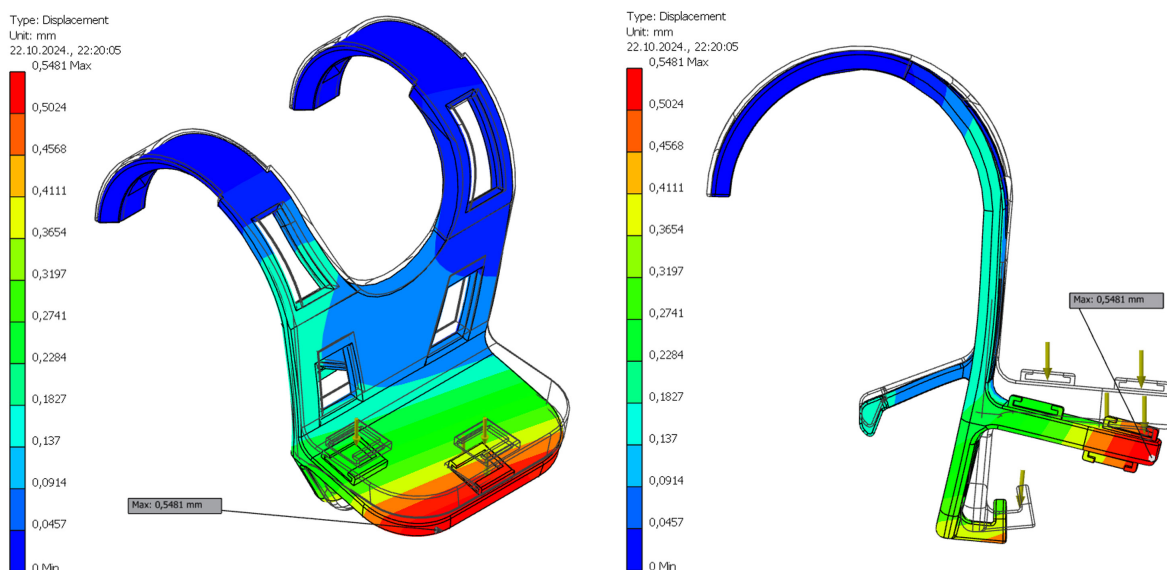 Type: Displacement
Unit: mm
22.10.2024., 22:20:05
0,5481 Max
0,5024
0,4568
0,4111
0,3654
0,3197
0,2741
0,2284
0,1827
0,137
0,0914
0,0457
0 Min
Max: 0,5481 mm
Type: Displacement
Unit: mm
22.10.2024., 22:20:05
0,5481 Max
0,5024
0,4568
0,4111
0,3654
0,3197
0,2741
0,2284
0,1827
0,137
0,0914
0,0457
0 Min
Max: 0,5481 mm